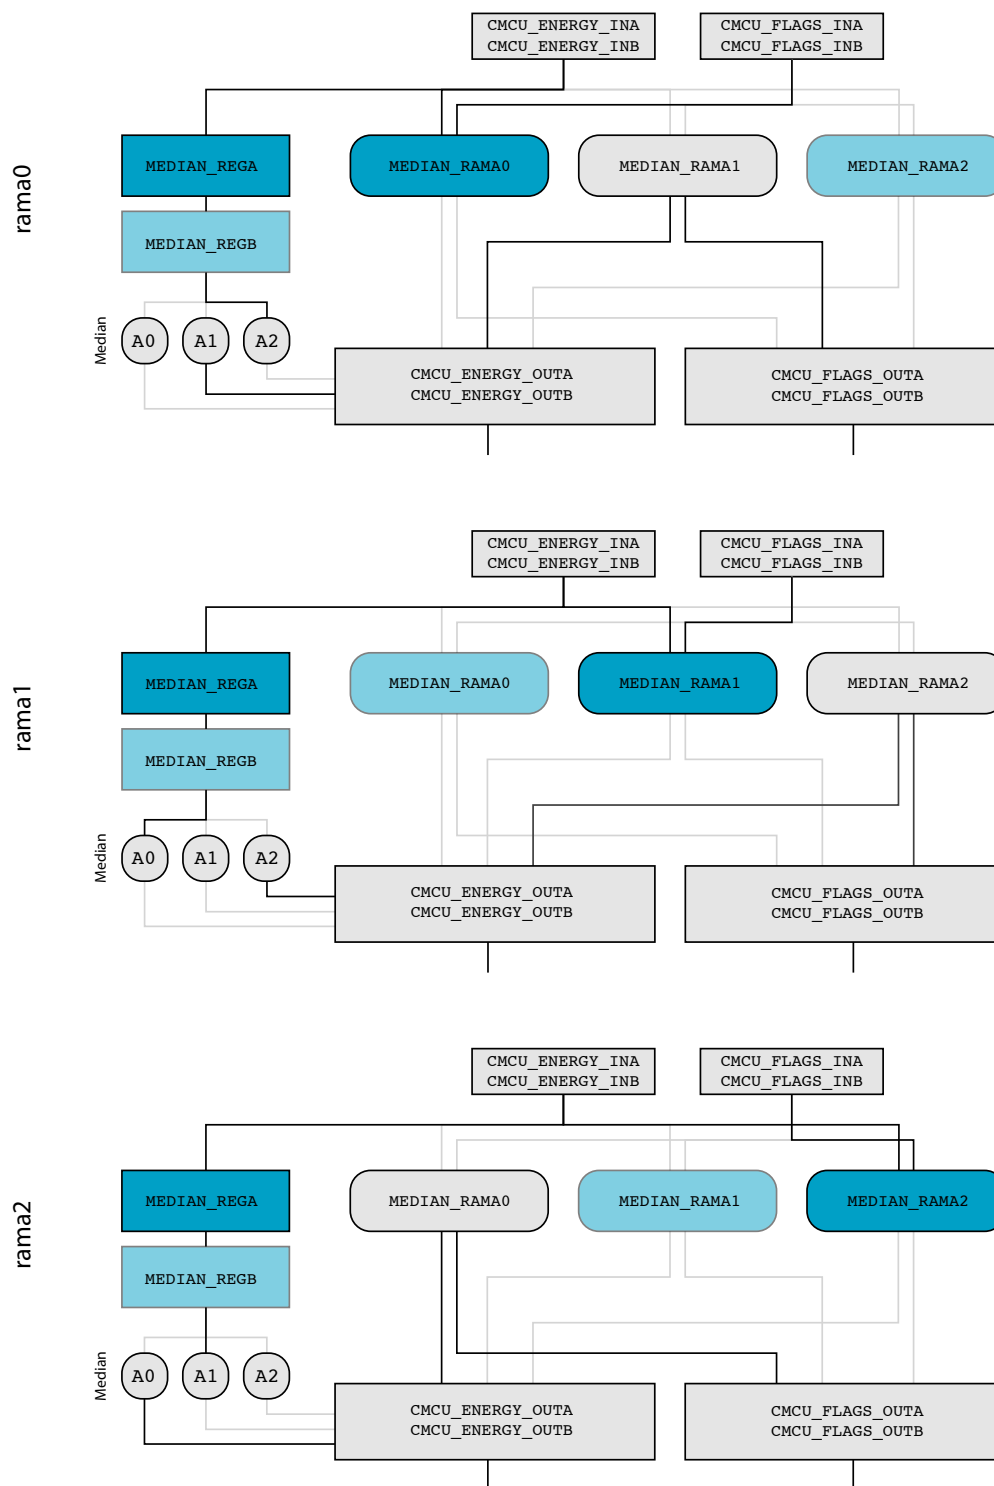 CMCU_ENERGY_INA
CMCU_ENERGY_INB
CMCU_FLAGS_INA
CMCU_FLAGS_INB
rama0
MEDIAN_REGA
MEDIAN_RAMA0
MEDIAN_RAMA1
MEDIAN_RAMA2
MEDIAN_REGB
Median
A0
A1
A2
CMCU_ENERGY_OUTA
CMCU_ENERGY_OUTB
CMCU_FLAGS_OUTA
CMCU_FLAGS_OUTB
CMCU_ENERGY_INA
CMCU_ENERGY_INB
CMCU_FLAGS_INA
CMCU_FLAGS_INB
rama1
MEDIAN_REGA
MEDIAN_RAMA0
MEDIAN_RAMA1
MEDIAN_RAMA2
MEDIAN_REGB
Median
A0
A1
A2
CMCU_ENERGY_OUTA
CMCU_ENERGY_OUTB
CMCU_FLAGS_OUTA
CMCU_FLAGS_OUTB
CMCU_ENERGY_INA
CMCU_ENERGY_INB
CMCU_FLAGS_INA
CMCU_FLAGS_INB
rama2
MEDIAN_REGA
MEDIAN_RAMA0
MEDIAN_RAMA1
MEDIAN_RAMA2
MEDIAN_REGB
Median
A0
A1
A2
CMCU_ENERGY_OUTA
CMCU_ENERGY_OUTB
CMCU_FLAGS_OUTA
CMCU_FLAGS_OUTB